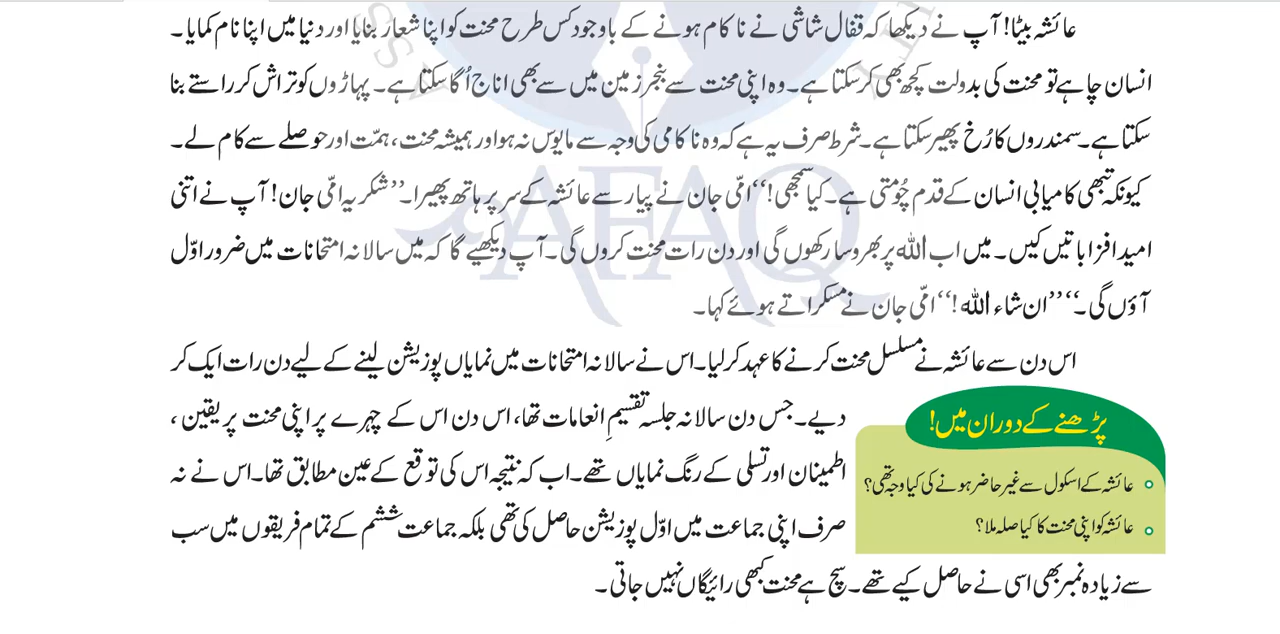 عائشہ بیٹا! آپ نے دیکھا کہ قفال شاشی نے ناکام ہونے کے باوجود کس طرح محنت کو اپنا شعار بنایا اور دنیا میں اپنا نام کمایا۔
انسان چاہے تو محنت کی بدولت کچھ بھی کر سکتا ہے۔ وہ اپنی محنت سے بنجر زمین میں سے بھی اناج اُگا سکتا ہے۔ پہاڑوں کو تراش کر راستے بنا
سکتا ہے۔ سمندروں کا رُخ پھیر سکتا ہے۔ شرط صرف یہ ہے کہ وہ ناکامی کی وجہ سے مایوس نہ ہو اور ہمیشہ محنت، ہمّت اور حوصلے سے کام لے۔
کیونکہ تبھی کامیابی انسان کے قدم چُومتی ہے۔ کیا سمجھی!“ امّی جان نے پیار سے عائشہ کے سر پر ہاتھ پھیرا۔ ”شکریہ امّی جان! آپ نے اتنی
امید افزا باتیں کیں۔ میں اب اللہ پر بھروسا رکھوں گی اور دن رات محنت کروں گی۔ آپ دیکھیے گا کہ میں سالانہ امتحانات میں ضرور اوّل
آؤں گی۔“ ”ان شاء اللہ!“ امّی جان نے مسکراتے ہوئے کہا۔
اس دن سے عائشہ نے مسلسل محنت کرنے کا عہد کر لیا۔ اس نے سالانہ امتحانات میں نمایاں پوزیشن لینے کے لیے دن رات ایک کر
دیے۔ جس دن سالانہ جلسہ تقسیمِ انعامات تھا، اس دن اس کے چہرے پر اپنی محنت پر یقین،
اطمینان اور تسلی کے رنگ نمایاں تھے۔ اب کہ نتیجہ اس کی توقع کے عین مطابق تھا۔ اس نے نہ
صرف اپنی جماعت میں اوّل پوزیشن حاصل کی تھی بلکہ جماعت ششم کے تمام فریقوں میں سب
سے زیادہ نمبر بھی اسی نے حاصل کیے تھے۔ سچ ہے محنت کبھی رائیگاں نہیں جاتی۔
پڑھنے کے دوران میں!
عائشہ کے اسکول سے غیر حاضر ہونے کی کیا وجہ تھی؟
عائشہ کو اپنی محنت کا کیا صلہ ملا؟
AFAQ